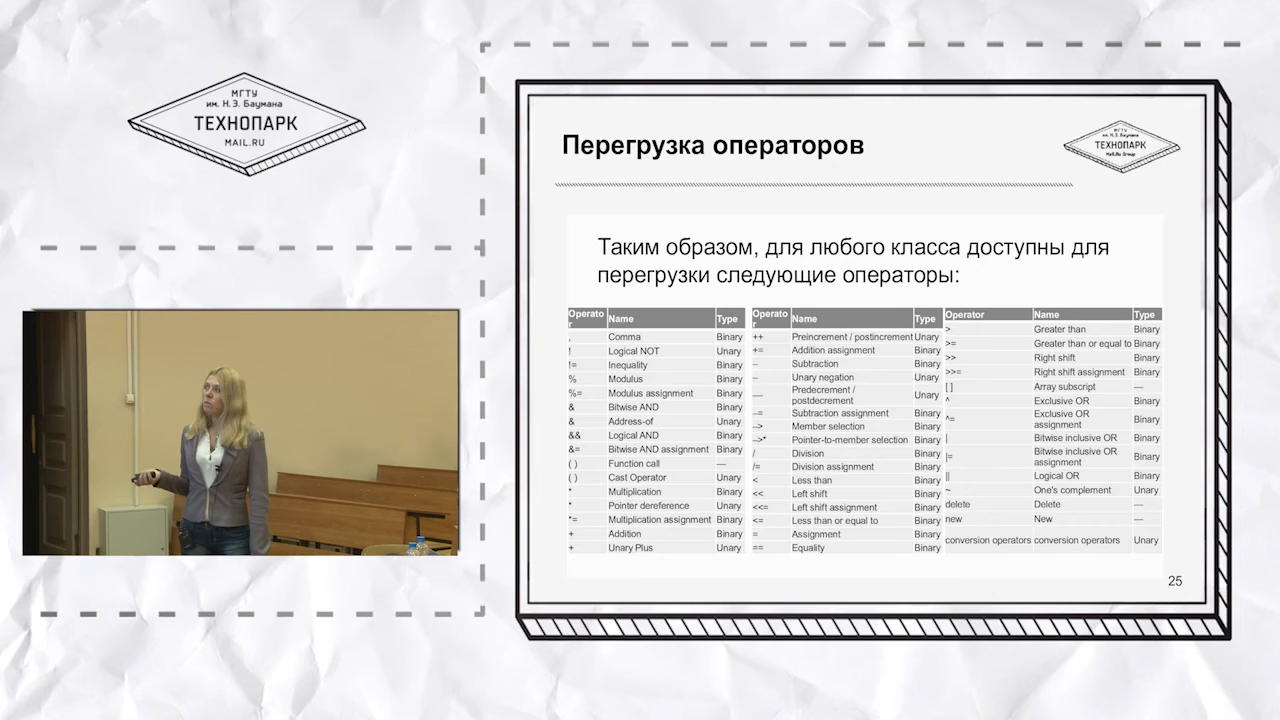 МГТУ
им. Н.Э. Баумана
ТЕХНОПАРК
MAIL.RU
Перегрузка операторов
МГТУ
им. Н.Э. Баумана
ТЕХНОПАРК
Mail.Ru Group
Таким образом, для любого класса доступны для
перегрузки следующие операторы:
Operator Name Type
, Comma Binary
! Logical NOT Unary
!= Inequality Binary
% Modulus Binary
%= Modulus assignment Binary
& Bitwise AND Binary
& Address-of Unary
&& Logical AND Binary
&= Bitwise AND assignment Binary
( ) Function call —
( ) Cast Operator Unary
* Multiplication Binary
* Pointer dereference Unary
*= Multiplication assignment Binary
+ Addition Binary
+ Unary Plus Unary
Operator Name Type
++ Preincrement / postincrement Unary
+= Addition assignment Binary
– Subtraction Binary
– Unary negation Unary
— Predecrement /
postdecrement Unary
–= Subtraction assignment Binary
–> Member selection Binary
–>* Pointer-to-member selection Binary
/ Division Binary
/= Division assignment Binary
< Less than Binary
<< Left shift Binary
<<= Left shift assignment Binary
<= Less than or equal to Binary
= Assignment Binary
== Equality Binary
Operator Name Type
> Greater than Binary
>= Greater than or equal to Binary
>> Right shift Binary
>>= Right shift assignment Binary
[ ] Array subscript —
^ Exclusive OR Binary
^= Exclusive OR
assignment Binary
| Bitwise inclusive OR Binary
|= Bitwise inclusive OR
assignment Binary
|| Logical OR Binary
~ One's complement Unary
delete Delete —
new New —
conversion operators conversion operators Unary
25